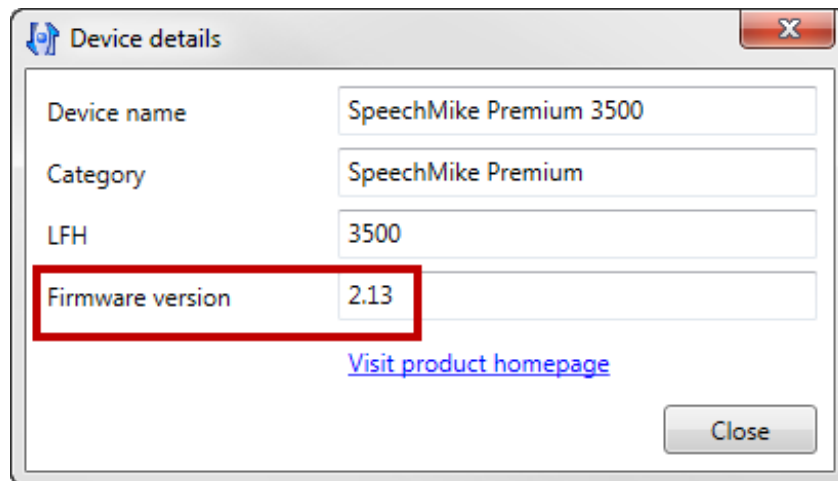 Device details
Device name SpeechMike Premium 3500
Category SpeechMike Premium
LFH 3500
Firmware version 2.13
Visit product homepage
Close